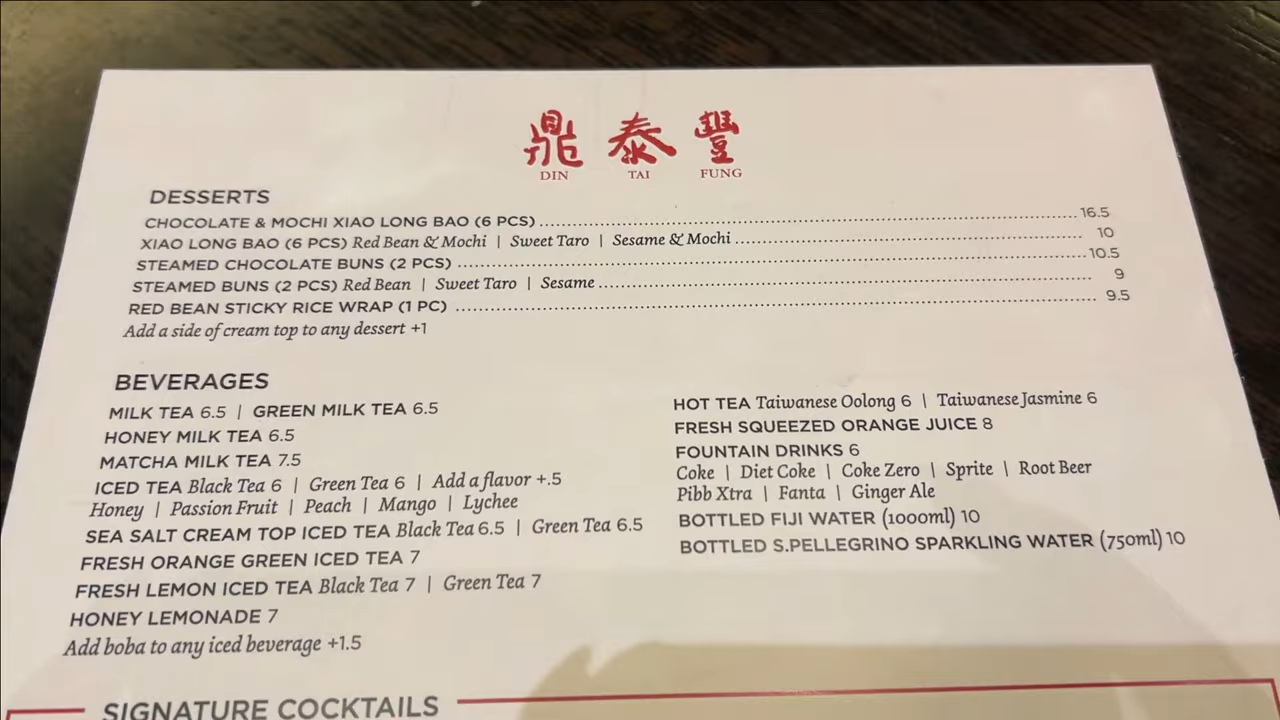 鼎泰豐
DIN TAI FUNG
DESSERTS
CHOCOLATE & MOCHI XIAO LONG BAO (6 PCS) 16.5
XIAO LONG BAO (6 PCS) Red Bean & Mochi | Sweet Taro | Sesame & Mochi 10
STEAMED CHOCOLATE BUNS (2 PCS) 10.5
STEAMED BUNS (2 PCS) Red Bean | Sweet Taro | Sesame 9
RED BEAN STICKY RICE WRAP (1 PC) 9.5
Add a side of cream top to any dessert +1
BEVERAGES
MILK TEA 6.5 | GREEN MILK TEA 6.5
HONEY MILK TEA 6.5
MATCHA MILK TEA 7.5
ICED TEA Black Tea 6 | Green Tea 6 | Add a flavor +.5
Honey | Passion Fruit | Peach | Mango | Lychee
SEA SALT CREAM TOP ICED TEA Black Tea 6.5 | Green Tea 6.5
FRESH ORANGE GREEN ICED TEA 7
FRESH LEMON ICED TEA Black Tea 7 | Green Tea 7
HONEY LEMONADE 7
Add boba to any iced beverage +1.5
HOT TEA Taiwanese Oolong 6 | Taiwanese Jasmine 6
FRESH SQUEEZED ORANGE JUICE 8
FOUNTAIN DRINKS 6
Coke | Diet Coke | Coke Zero | Sprite | Root Beer
Pibb Xtra | Fanta | Ginger Ale
BOTTLED FIJI WATER (1000ml) 10
BOTTLED S.PELLEGRINO SPARKLING WATER (750ml) 10
SIGNATURE COCKTAILS